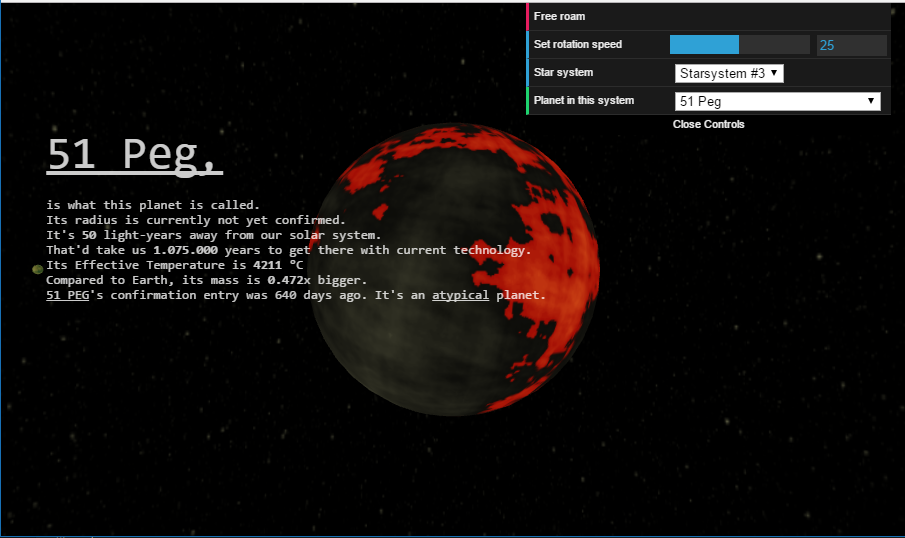 Free roam
Set rotation speed 25
Star system Starsystem #3
Planet in this system 51 Peg
Close Controls
51 Peg,
is what this planet is called.
Its radius is currently not yet confirmed.
It's 50 light-years away from our solar system.
That'd take us 1.075.000 years to get there with current technology.
Its Effective Temperature is 4211 °C
Compared to Earth, its mass is 0.472x bigger.
51 PEG's confirmation entry was 640 days ago. It's an atypical planet.